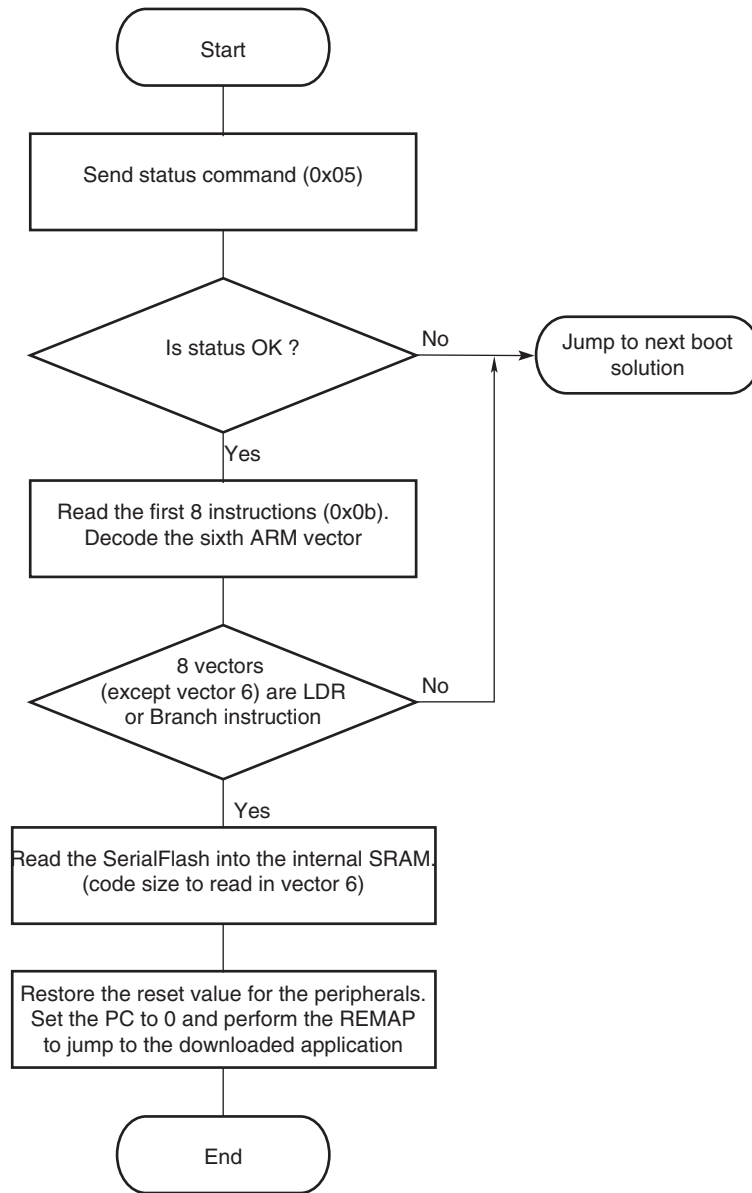 Start
Send status command (0x05)
Is status OK ?
No
Jump to next boot
solution
Yes
Read the first 8 instructions (0x0b).
Decode the sixth ARM vector
8 vectors
(except vector 6) are LDR
or Branch instruction
No
Yes
Read the SerialFlash into the internal SRAM.
(code size to read in vector 6)
Restore the reset value for the peripherals.
Set the PC to 0 and perform the REMAP
to jump to the downloaded application
End